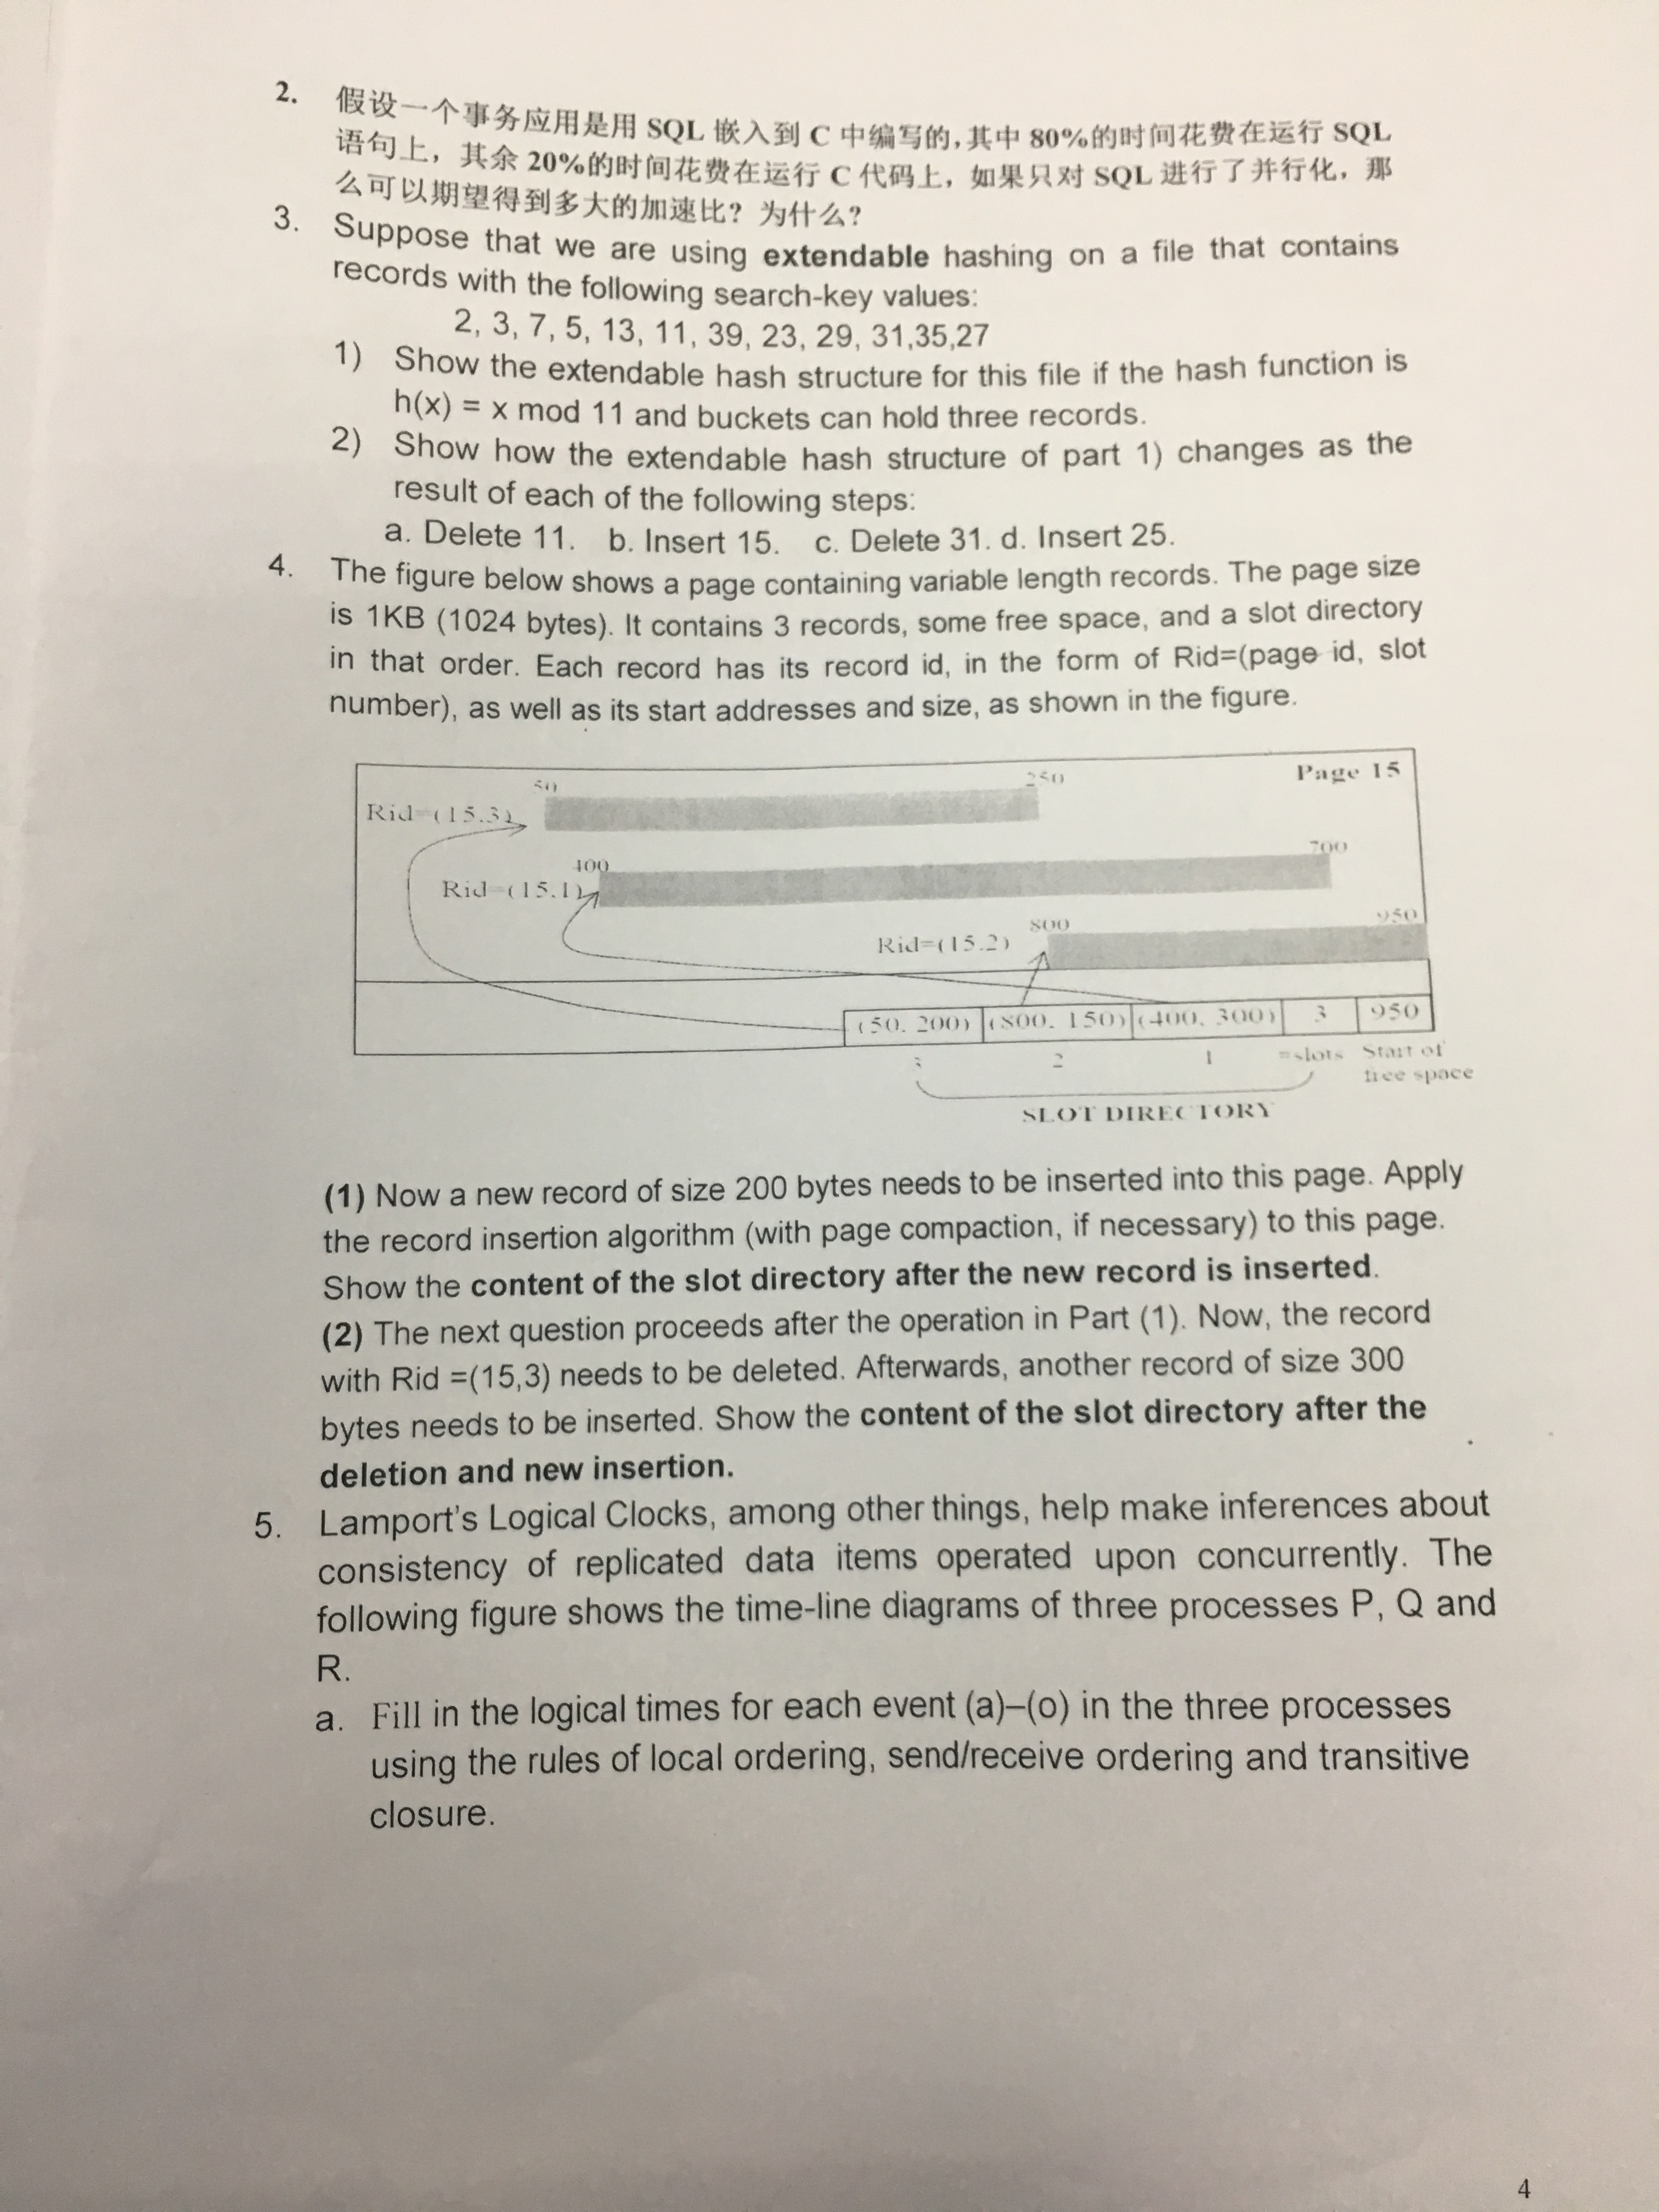 2. 假设一个事务应用是用 SQL 嵌入到 C 中编写的,其中 80%的时间花费在运行 SQL
语句上，其余 20%的时间花费在运行 C 代码上，如果只对 SQL 进行了并行化，那
么可以期望得到多大的加速比？为什么？
3. Suppose that we are using extendable hashing on a file that contains
records with the following search-key values:
2, 3, 7, 5, 13, 11, 39, 23, 29, 31,35,27
1) Show the extendable hash structure for this file if the hash function is
h(x) = x mod 11 and buckets can hold three records.
2) Show how the extendable hash structure of part 1) changes as the
result of each of the following steps:
a. Delete 11. b. Insert 15. c. Delete 31. d. Insert 25.
4. The figure below shows a page containing variable length records. The page size
is 1KB (1024 bytes). It contains 3 records, some free space, and a slot directory
in that order. Each record has its record id, in the form of Rid=(page id, slot
number), as well as its start addresses and size, as shown in the figure.
Page 15
50 250
Rid=(15.3)
400 700
Rid=(15.1)
800 950
Rid=(15.2)
(50. 200) (800. 150) (400. 300) 3 950
3 2 1 =slots Start of
free space
SLOT DIRECTORY
(1) Now a new record of size 200 bytes needs to be inserted into this page. Apply
the record insertion algorithm (with page compaction, if necessary) to this page.
Show the content of the slot directory after the new record is inserted.
(2) The next question proceeds after the operation in Part (1). Now, the record
with Rid =(15,3) needs to be deleted. Afterwards, another record of size 300
bytes needs to be inserted. Show the content of the slot directory after the
deletion and new insertion.
5. Lamport's Logical Clocks, among other things, help make inferences about
consistency of replicated data items operated upon concurrently. The
following figure shows the time-line diagrams of three processes P, Q and
R.
a. Fill in the logical times for each event (a)–(o) in the three processes
using the rules of local ordering, send/receive ordering and transitive
closure.
4